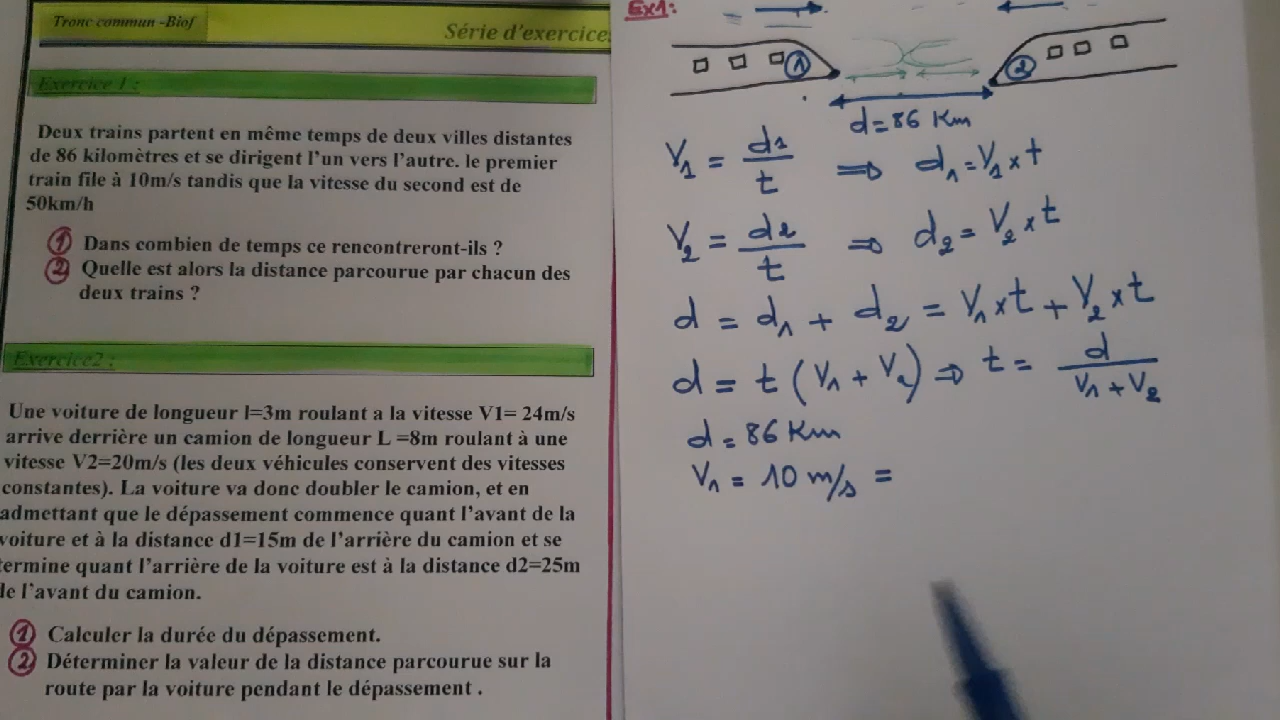 Tronc commun -Biof
Série d'exercice
Exercice 1 :
Deux trains partent en même temps de deux villes distantes
de 86 kilomètres et se dirigent l'un vers l'autre. le premier
train file à 10m/s tandis que la vitesse du second est de
50km/h
1 Dans combien de temps ce rencontreront-ils ?
2 Quelle est alors la distance parcourue par chacun des
deux trains ?
Exercice2 :
Une voiture de longueur l=3m roulant a la vitesse V1= 24m/s
arrive derrière un camion de longueur L =8m roulant à une
vitesse V2=20m/s (les deux véhicules conservent des vitesses
constantes). La voiture va donc doubler le camion, et en
admettant que le dépassement commence quant l'avant de la
voiture et à la distance d1=15m de l'arrière du camion et se
termine quant l'arrière de la voiture est à la distance d2=25m
de l'avant du camion.
1 Calculer la durée du dépassement.
2 Déterminer la valeur de la distance parcourue sur la
route par la voiture pendant le dépassement .
Ex1:
1 2
d = 86 Km
V₁ = d1/t ⟹ d₁ = V₁ × t
V₂ = d2/t ⟹ d₂ = V₂ × t
d = d₁ + d₂ = V₁ × t + V₂ × t
d = t (V₁ + V₂) ⟹ t = d/(V₁ + V₂)
d = 86 Km
V₁ = 10 m/s =